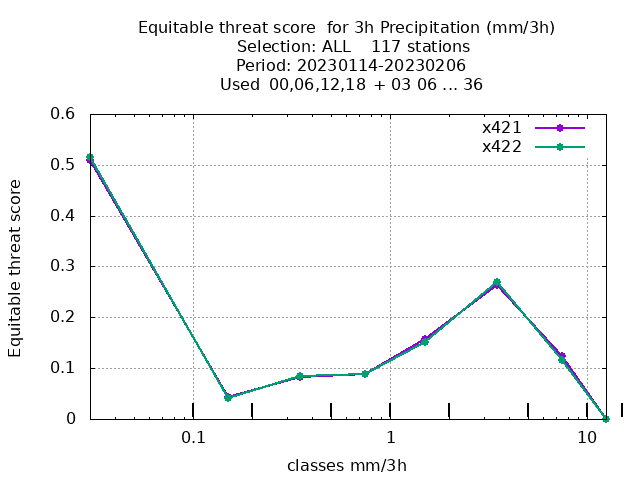 Equitable threat score  for 3h Precipitation (mm/3h)
Selection: ALL    117 stations
Period: 20230114-20230206
Used  00,06,12,18  + 03 06 ... 36
x421
x422
0.6
0.5
0.4
0.3
0.2
0.1
0
Equitable threat score
0.1
1
10
classes mm/3h